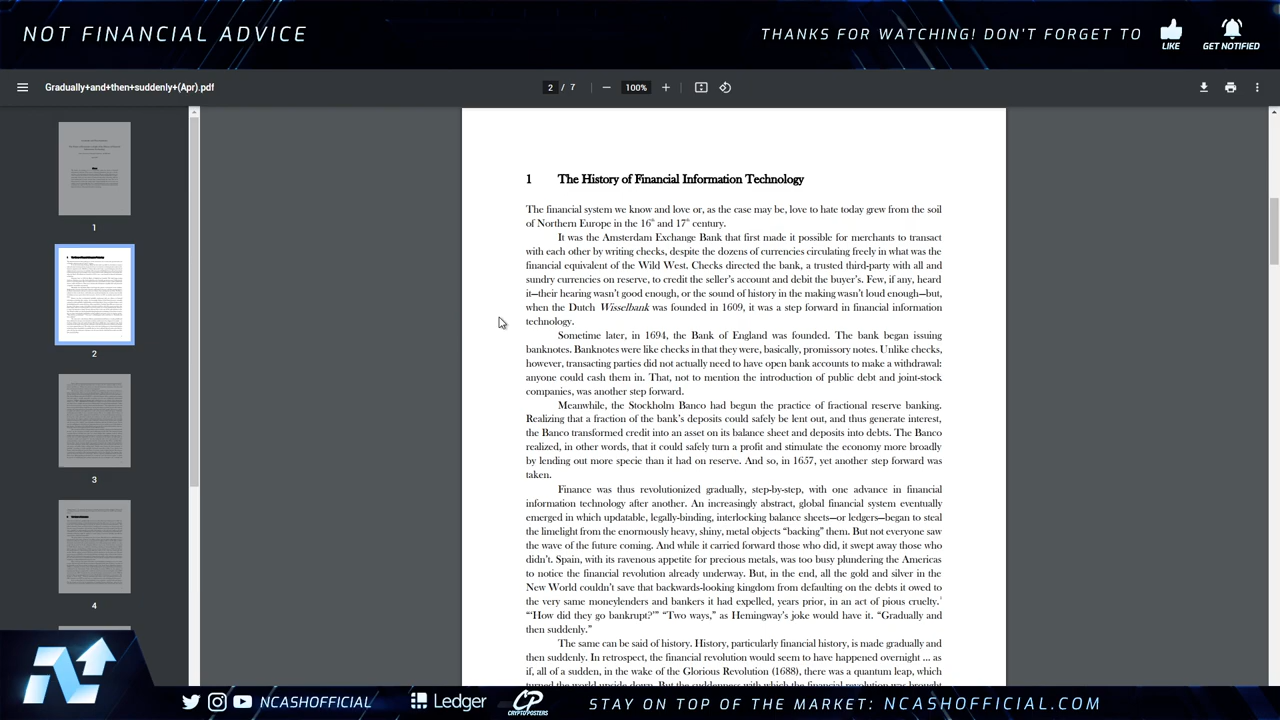 NOT FINANCIAL ADVICE
THANKS FOR WATCHING! DON'T FORGET TO
LIKE
GET NOTIFIED
Gradually+and+then+suddenly+(Apr).pdf
2 / 7
100%
1
2
3
4
1 The History of Financial Information Technology
The financial system we know and love or, as the case may be, love to hate today grew from the soil
of Northern Europe in the 16th and 17th century.
It was the Amsterdam Exchange Bank that first made it possible for merchants to transact
with each other by writing checks, despite the dozens of currencies circulating freely in what was the
financial equivalent of the Wild West. Checks directed the bank, a trusted third-party with all and
sundry currencies on reserve, to credit the seller's account and debit the buyer's. Few, if any, heard
it—their hearing wasn't good enough, or the sound of history in the making wasn't loud enough—but,
when the Dutch Wisselbank was founded in 1609, it was a step forward in financial information
technology.
Sometime later, in 1694, the Bank of England was founded. The bank began issuing
banknotes. Banknotes were like checks in that they were, basically, promissory notes. Unlike checks,
however, transacting parties did not actually need to have open bank accounts to make a withdrawal:
anyone could cash them in. That, not to mention the introduction of public debt and joint-stock
companies, was another step forward.
Meanwhile, the Stockholm Banco had begun the practice of fractional reserve banking.
Realizing that a fraction of the bank's deposits could safely be lent out, and thus generate interest,
the Banco transformed credit into an asset on its balance sheet and deposits into debts. The Banco
realized, in other words, that it could safely turn a profit and stimulate the economy more broadly
by lending out more specie than it had on reserve. And so, in 1657, yet another step forward was
taken.
Finance was thus revolutionized gradually, step-by-step, with one advance in financial
information technology after another. An increasingly abstract, global financial system eventually
emerged in which updatable, legally-binding, interlocking balance sheets—or ledgers—began to steal
the limelight from the enormously heavy, shiny, metal objects “backing” them. But not everyone saw
the wave of the future coming. And while it carried forward those who did, it swept away those who
didn't. Spain, with its ravenous appetite for precious metals, was too busy plundering the Americas
to notice the financial revolution already underway. But, in the end, all the gold and silver in the
New World couldn't save that backwards-looking kingdom from defaulting on the debts it owed to
the very same moneylenders and bankers it had expelled, years prior, in an act of pious cruelty.
“‘How did they go bankrupt?’” “Two ways,” as Hemingway's joke would have it. “Gradually and
then suddenly.”
The same can be said of history. History, particularly financial history, is made gradually and
then suddenly. In retrospect, the financial revolution would seem to have happened overnight ... as
if, all of a sudden, in the wake of the Glorious Revolution (1688), there was a quantum leap, which
turned the world upside down. But the suddenness with which the financial revolution was brought
NCASHOFFICIAL
Ledger
CP
CRYPTOPOSTERS
STAY ON TOP OF THE MARKET: NCASHOFFICIAL.COM